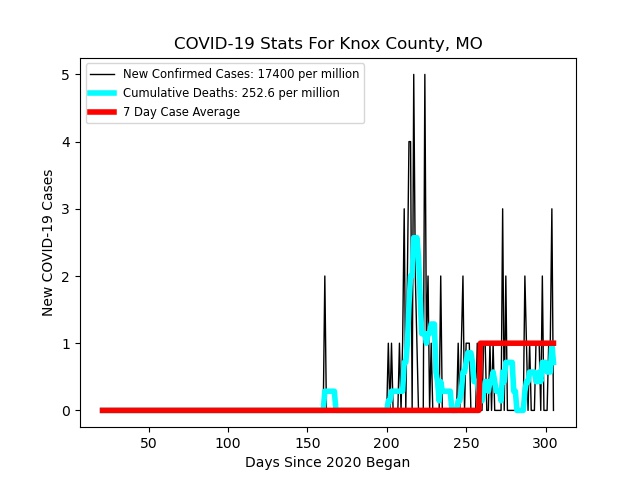 COVID-19 Stats For Knox County, MO
New Confirmed Cases: 17400 per million
Cumulative Deaths: 252.6 per million
7 Day Case Average
New COVID-19 Cases
5
4
3
2
1
0
50 100 150 200 250 300
Days Since 2020 Began